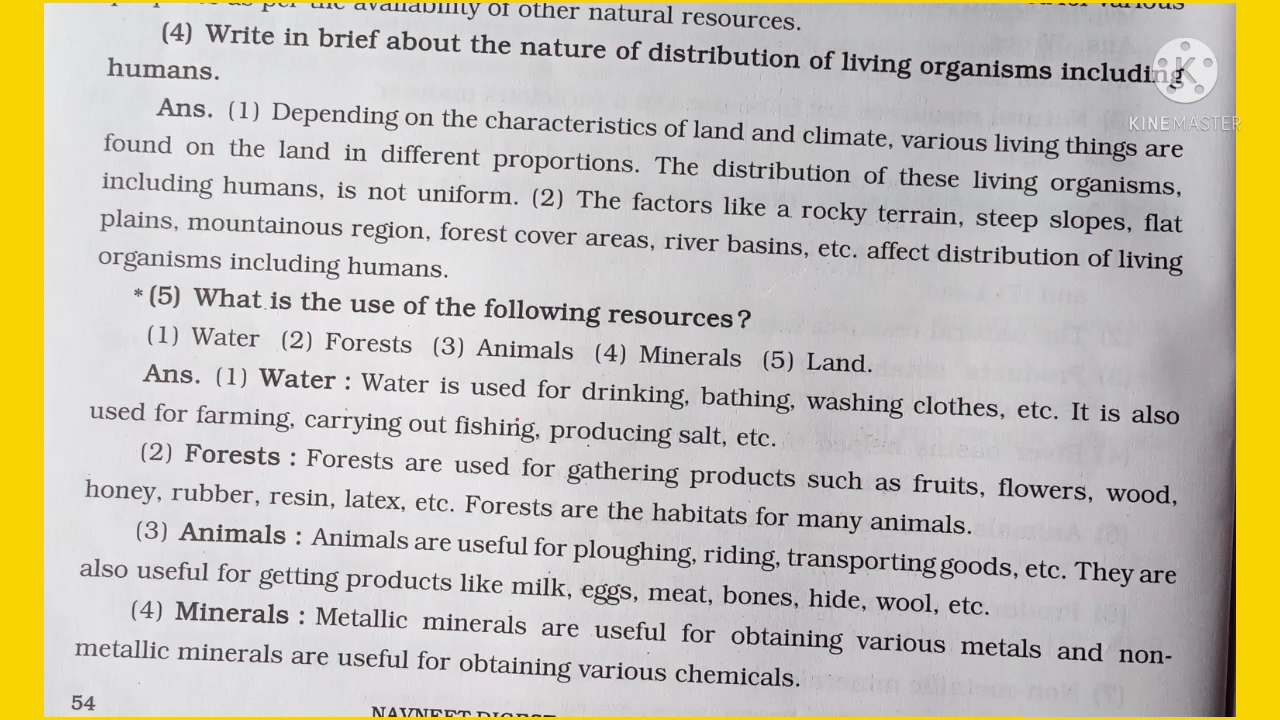 availability of other natural resources.
(4) Write in brief about the nature of distribution of living organisms including
humans.
KINEMASTER
Ans. (1) Depending on the characteristics of land and climate, various living things are
found on the land in different proportions. The distribution of these living organisms,
including humans, is not uniform. (2) The factors like a rocky terrain, steep slopes, flat
plains, mountainous region, forest cover areas, river basins, etc. affect distribution of living
organisms including humans.
*(5) What is the use of the following resources?
(1) Water (2) Forests (3) Animals (4) Minerals (5) Land.
Ans. (1) Water : Water is used for drinking, bathing, washing clothes, etc. It is also
used for farming, carrying out fishing, producing salt, etc.
(2) Forests : Forests are used for gathering products such as fruits, flowers, wood,
honey, rubber, resin, latex, etc. Forests are the habitats for many animals.
(3) Animals : Animals are useful for ploughing, riding, transporting goods, etc. They are
also useful for getting products like milk, eggs, meat, bones, hide, wool, etc.
(4) Minerals : Metallic minerals are useful for obtaining various metals and non-
metallic minerals are useful for obtaining various chemicals.
54
NAVNEET DIGEST